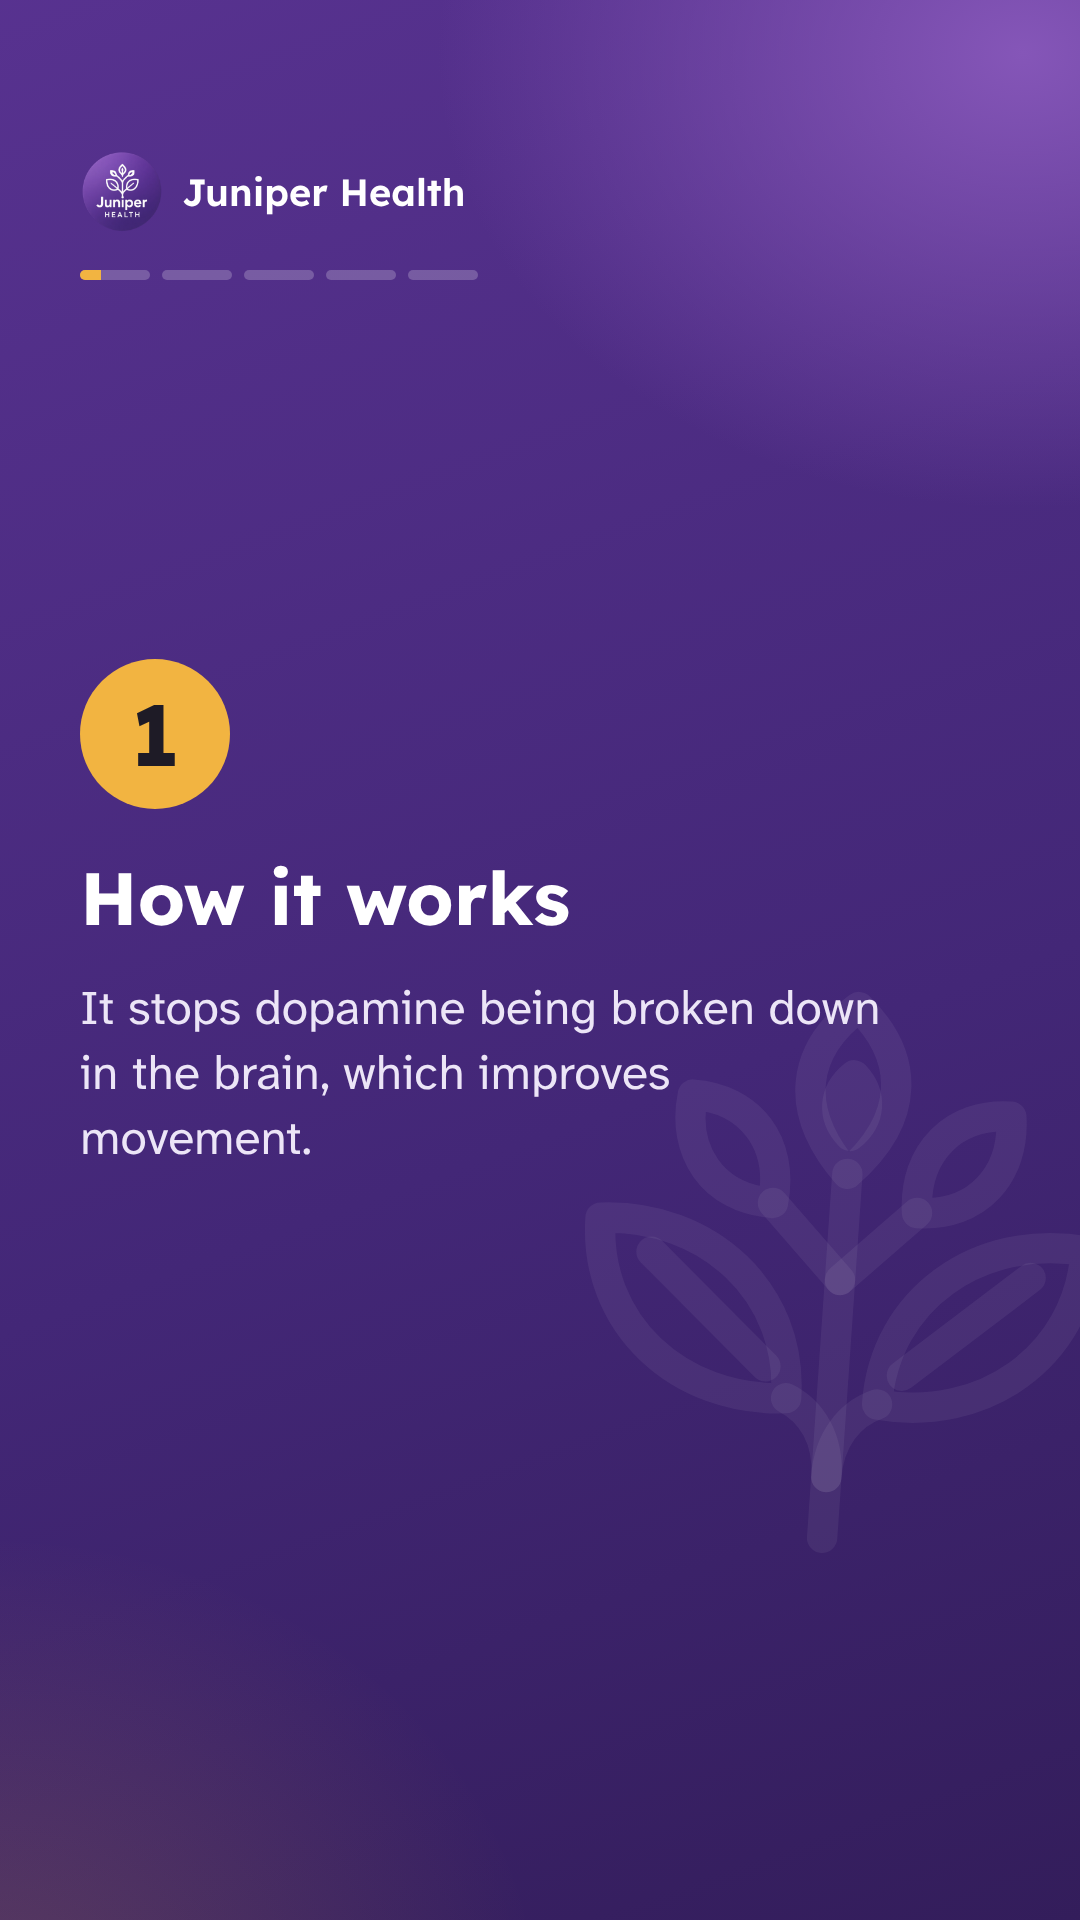 Juniper
HEALTH
Juniper Health
1
How it works
It stops dopamine being broken down
in the brain, which improves
movement.